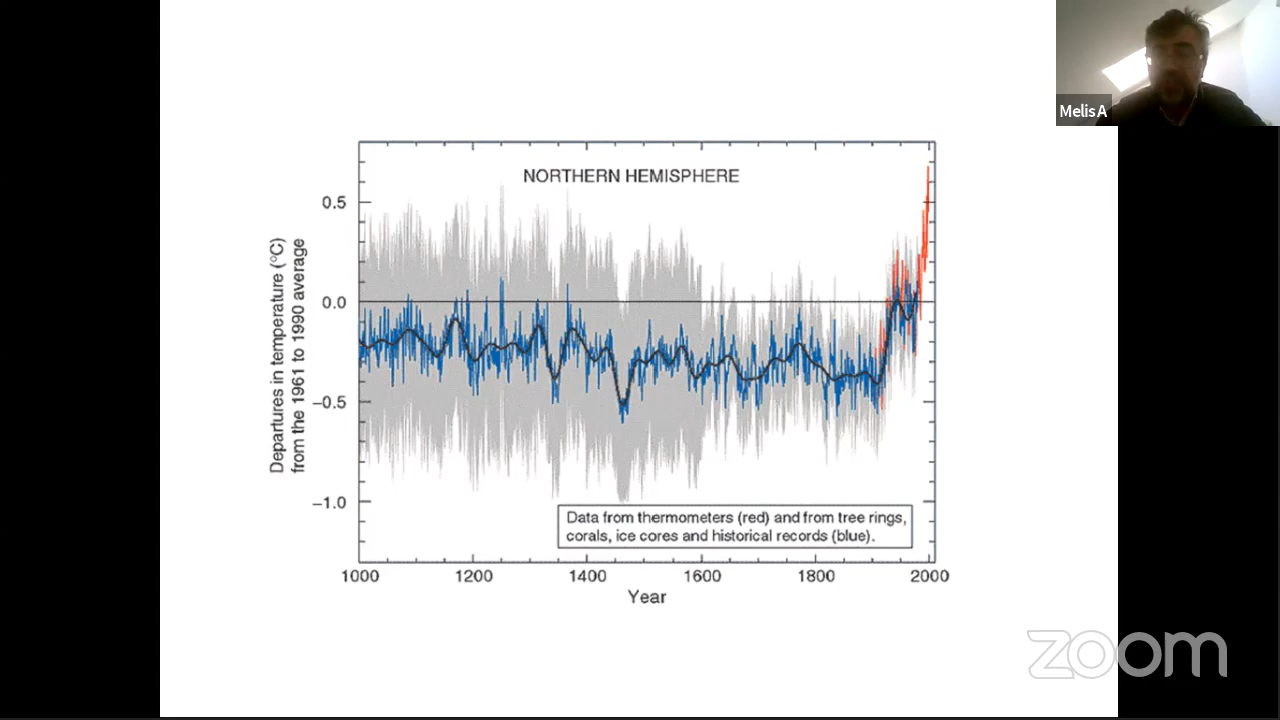 Melis A
NORTHERN HEMISPHERE
Departures in temperature (°C)
from the 1961 to 1990 average
0.5
0.0
−0.5
−1.0
Data from thermometers (red) and from tree rings,
corals, ice cores and historical records (blue).
1000 1200 1400 1600 1800 2000
Year
zoom